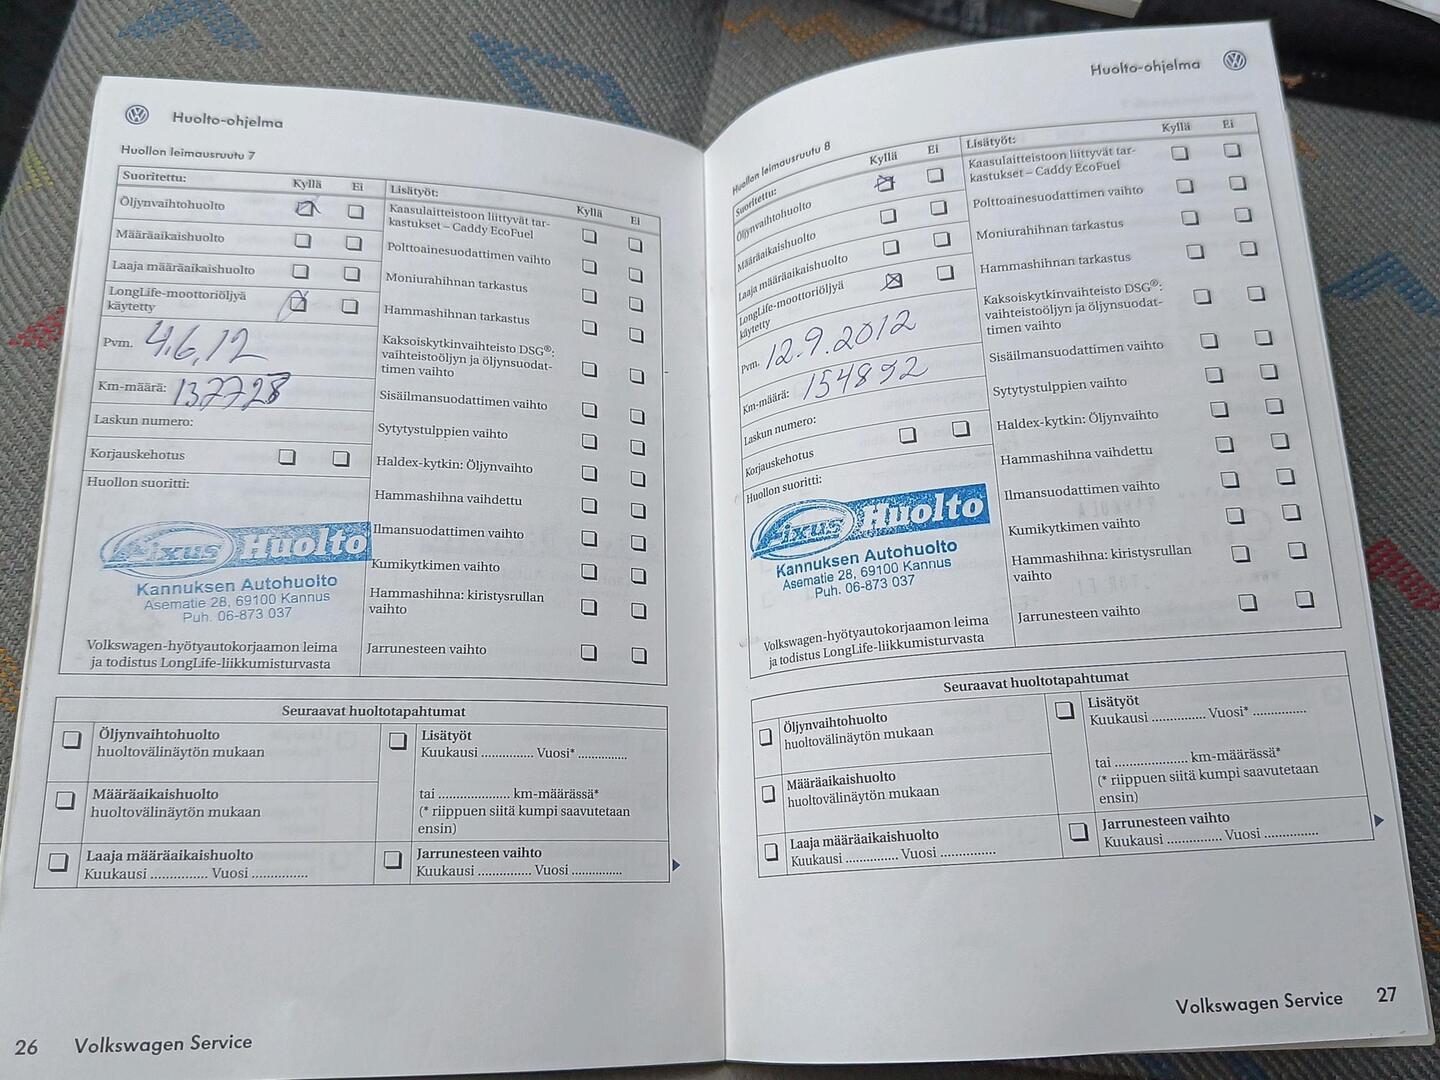 Huolto-ohjelma
Huollon leimausruutu 7
Suoritettu: Kyllä Ei
Öljynvaihtohuolto
Määräaikaishuolto
Laaja määräaikaishuolto
LongLife-moottoriöljyä
käytetty
Pvm. 4.6.12
Km-määrä: 137728
Laskun numero:
Korjauskehotus
Huollon suoritti:
Fixus Huolto
Kannuksen Autohuolto
Asematie 28, 69100 Kannus
Puh. 06-873 037
Volkswagen-hyötyautokorjaamon leima
ja todistus LongLife-liikkumisturvasta
Lisätyöt: Kyllä Ei
Kaasulaitteistoon liittyvät tar-
kastukset – Caddy EcoFuel
Polttoainesuodattimen vaihto
Moniurahihnan tarkastus
Hammashihnan tarkastus
Kaksoiskytkinvaihteisto DSG®:
vaihteistoöljyn ja öljynsuodat-
timen vaihto
Sisäilmansuodattimen vaihto
Sytytystulppien vaihto
Haldex-kytkin: Öljynvaihto
Hammashihna vaihdettu
Ilmansuodattimen vaihto
Kumikytkimen vaihto
Hammashihna: kiristysrullan
vaihto
Jarrunesteen vaihto
Seuraavat huoltotapahtumat
Öljynvaihtohuolto
huoltovälinäytön mukaan
Määräaikaishuolto
huoltovälinäytön mukaan
Laaja määräaikaishuolto
Kuukausi ............... Vuosi ..............
Lisätyöt
Kuukausi ............. Vuosi* .............
tai .................... km-määrässä*
(* riippuen siitä kumpi saavutetaan
ensin)
Jarrunesteen vaihto
Kuukausi ............. Vuosi .............
26 Volkswagen Service
Huolto-ohjelma
Huollon leimausruutu 8
Suoritettu: Kyllä Ei
Öljynvaihtohuolto
Määräaikaishuolto
Laaja määräaikaishuolto
LongLife-moottoriöljyä
käytetty
Pvm. 12.9.2012
Km-määrä: 154892
Laskun numero:
Korjauskehotus
Huollon suoritti:
Fixus Huolto
Kannuksen Autohuolto
Asematie 28, 69100 Kannus
Puh. 06-873 037
Volkswagen-hyötyautokorjaamon leima
ja todistus LongLife-liikkumisturvasta
Lisätyöt: Kyllä Ei
Kaasulaitteistoon liittyvät tar-
kastukset – Caddy EcoFuel
Polttoainesuodattimen vaihto
Moniurahihnan tarkastus
Hammashihnan tarkastus
Kaksoiskytkinvaihteisto DSG®:
vaihteistoöljyn ja öljynsuodat-
timen vaihto
Sisäilmansuodattimen vaihto
Sytytystulppien vaihto
Haldex-kytkin: Öljynvaihto
Hammashihna vaihdettu
Ilmansuodattimen vaihto
Kumikytkimen vaihto
Hammashihna: kiristysrullan
vaihto
Jarrunesteen vaihto
Seuraavat huoltotapahtumat
Öljynvaihtohuolto
huoltovälinäytön mukaan
Määräaikaishuolto
huoltovälinäytön mukaan
Laaja määräaikaishuolto
Kuukausi .............. Vuosi ..............
Lisätyöt
Kuukausi .............. Vuosi* ..............
tai .................... km-määrässä*
(* riippuen siitä kumpi saavutetaan
ensin)
Jarrunesteen vaihto
Kuukausi .............. Vuosi ..............
Volkswagen Service 27